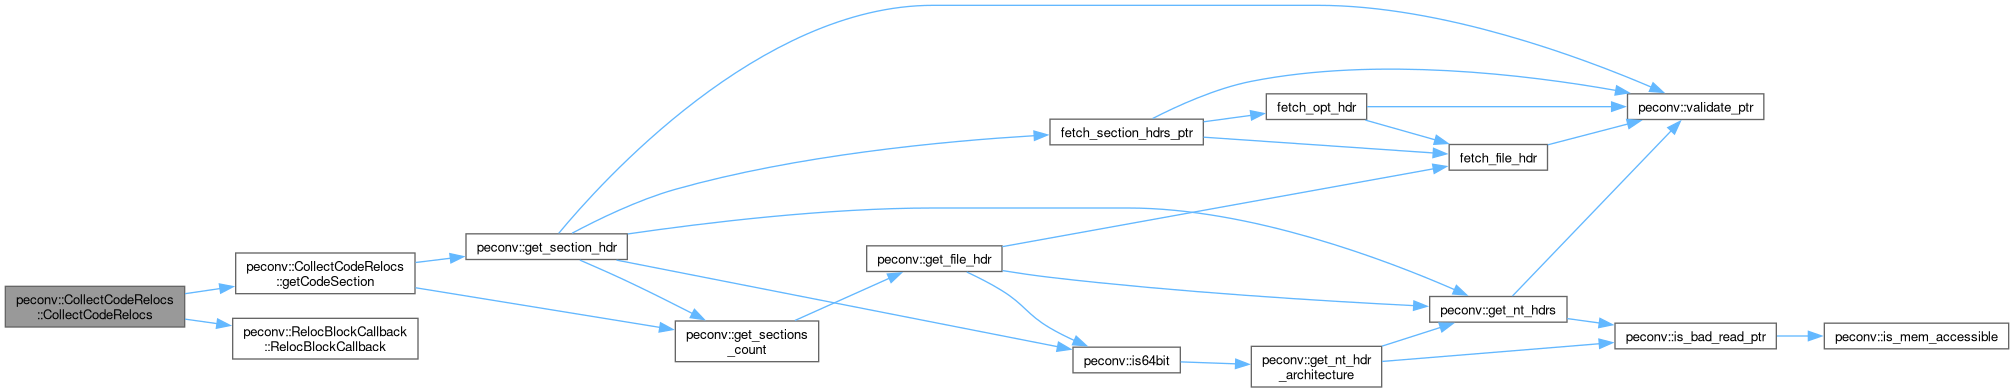 peconv::CollectCodeRelocs
::CollectCodeRelocs
peconv::CollectCodeRelocs
::getCodeSection
peconv::RelocBlockCallback
::RelocBlockCallback
peconv::get_section_hdr
peconv::get_sections
_count
peconv::get_file_hdr
fetch_section_hdrs_ptr
peconv::is64bit
fetch_opt_hdr
peconv::get_nt_hdr
_architecture
fetch_file_hdr
peconv::get_nt_hdrs
peconv::validate_ptr
peconv::is_bad_read_ptr
peconv::is_mem_accessible